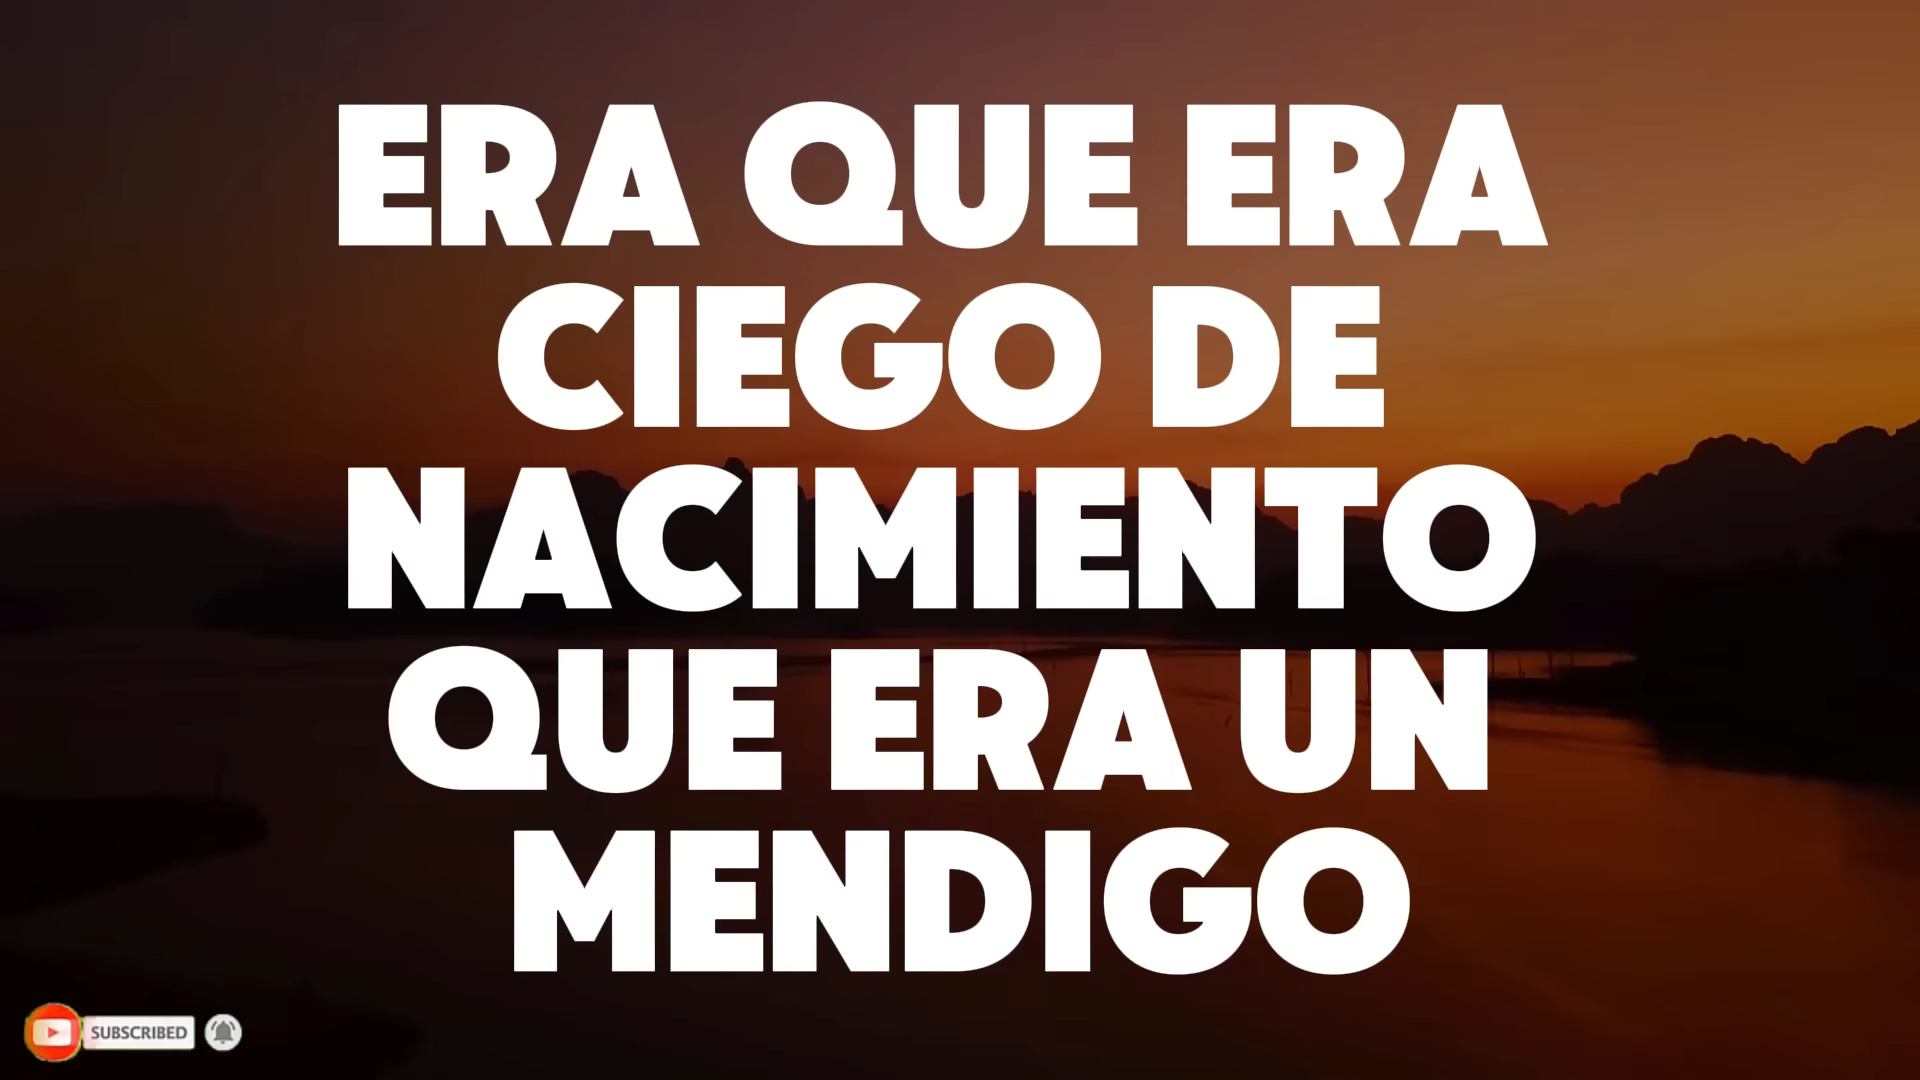 ERA QUE ERA
CIEGO DE
NACIMIENTO
QUE ERA UN
MENDIGO
SUBSCRIBED